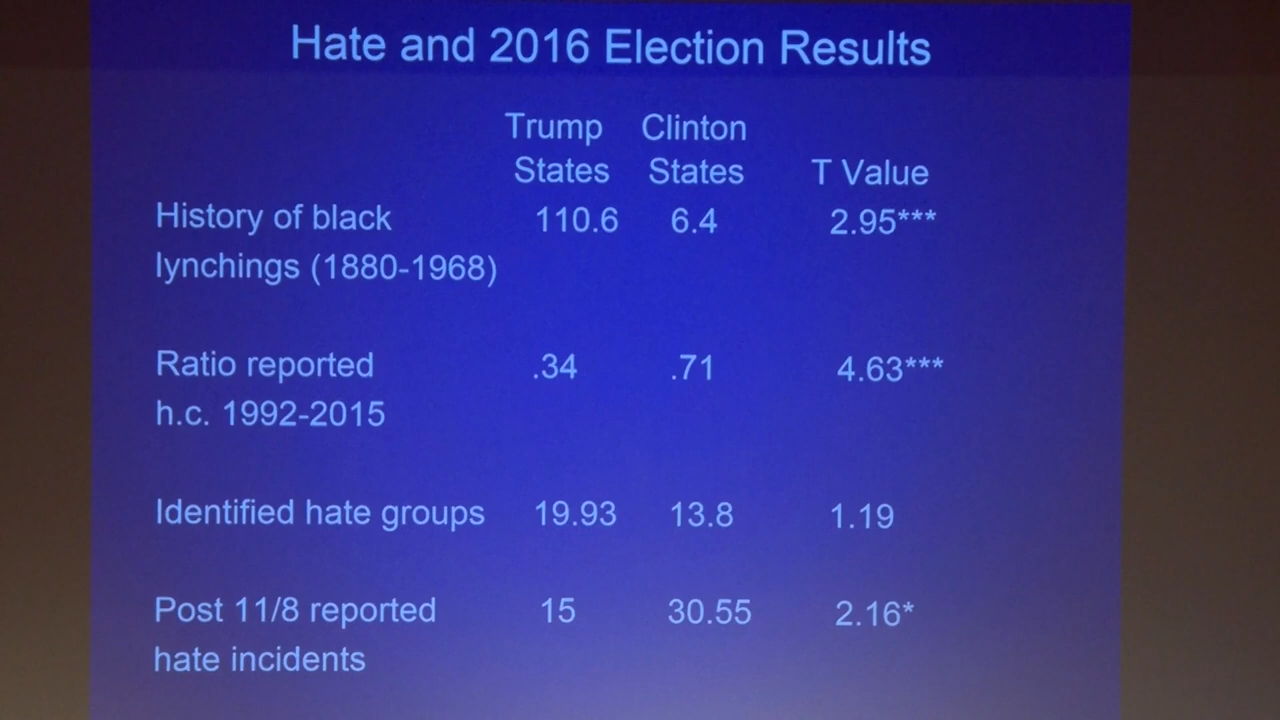 Hate and 2016 Election Results
Trump Clinton
States States T Value
History of black 110.6 6.4 2.95***
lynchings (1880-1968)
Ratio reported .34 .71 4.63***
h.c. 1992-2015
Identified hate groups 19.93 13.8 1.19
Post 11/8 reported 15 30.55 2.16*
hate incidents